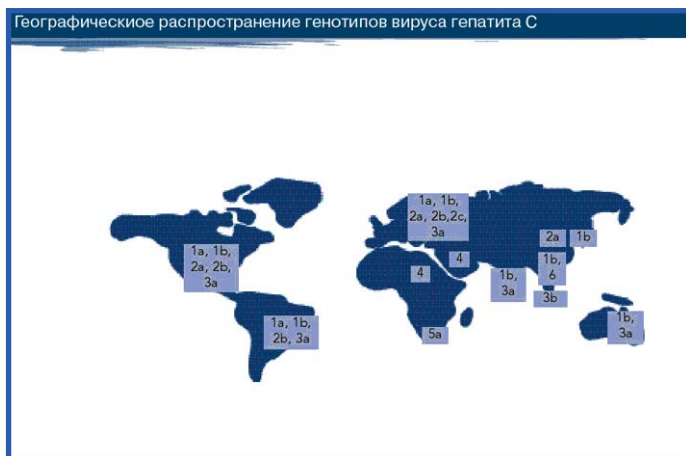 Географическиое распространение генотипов вируса гепатита С
1a, 1b,
2a, 2b,2c,
3a
1a, 1b,
2a, 2b,
3a
2a
1b
4
4
1b,
3a
1b,
6
3b
1a, 1b,
2b, 3a
5a
1b,
3a